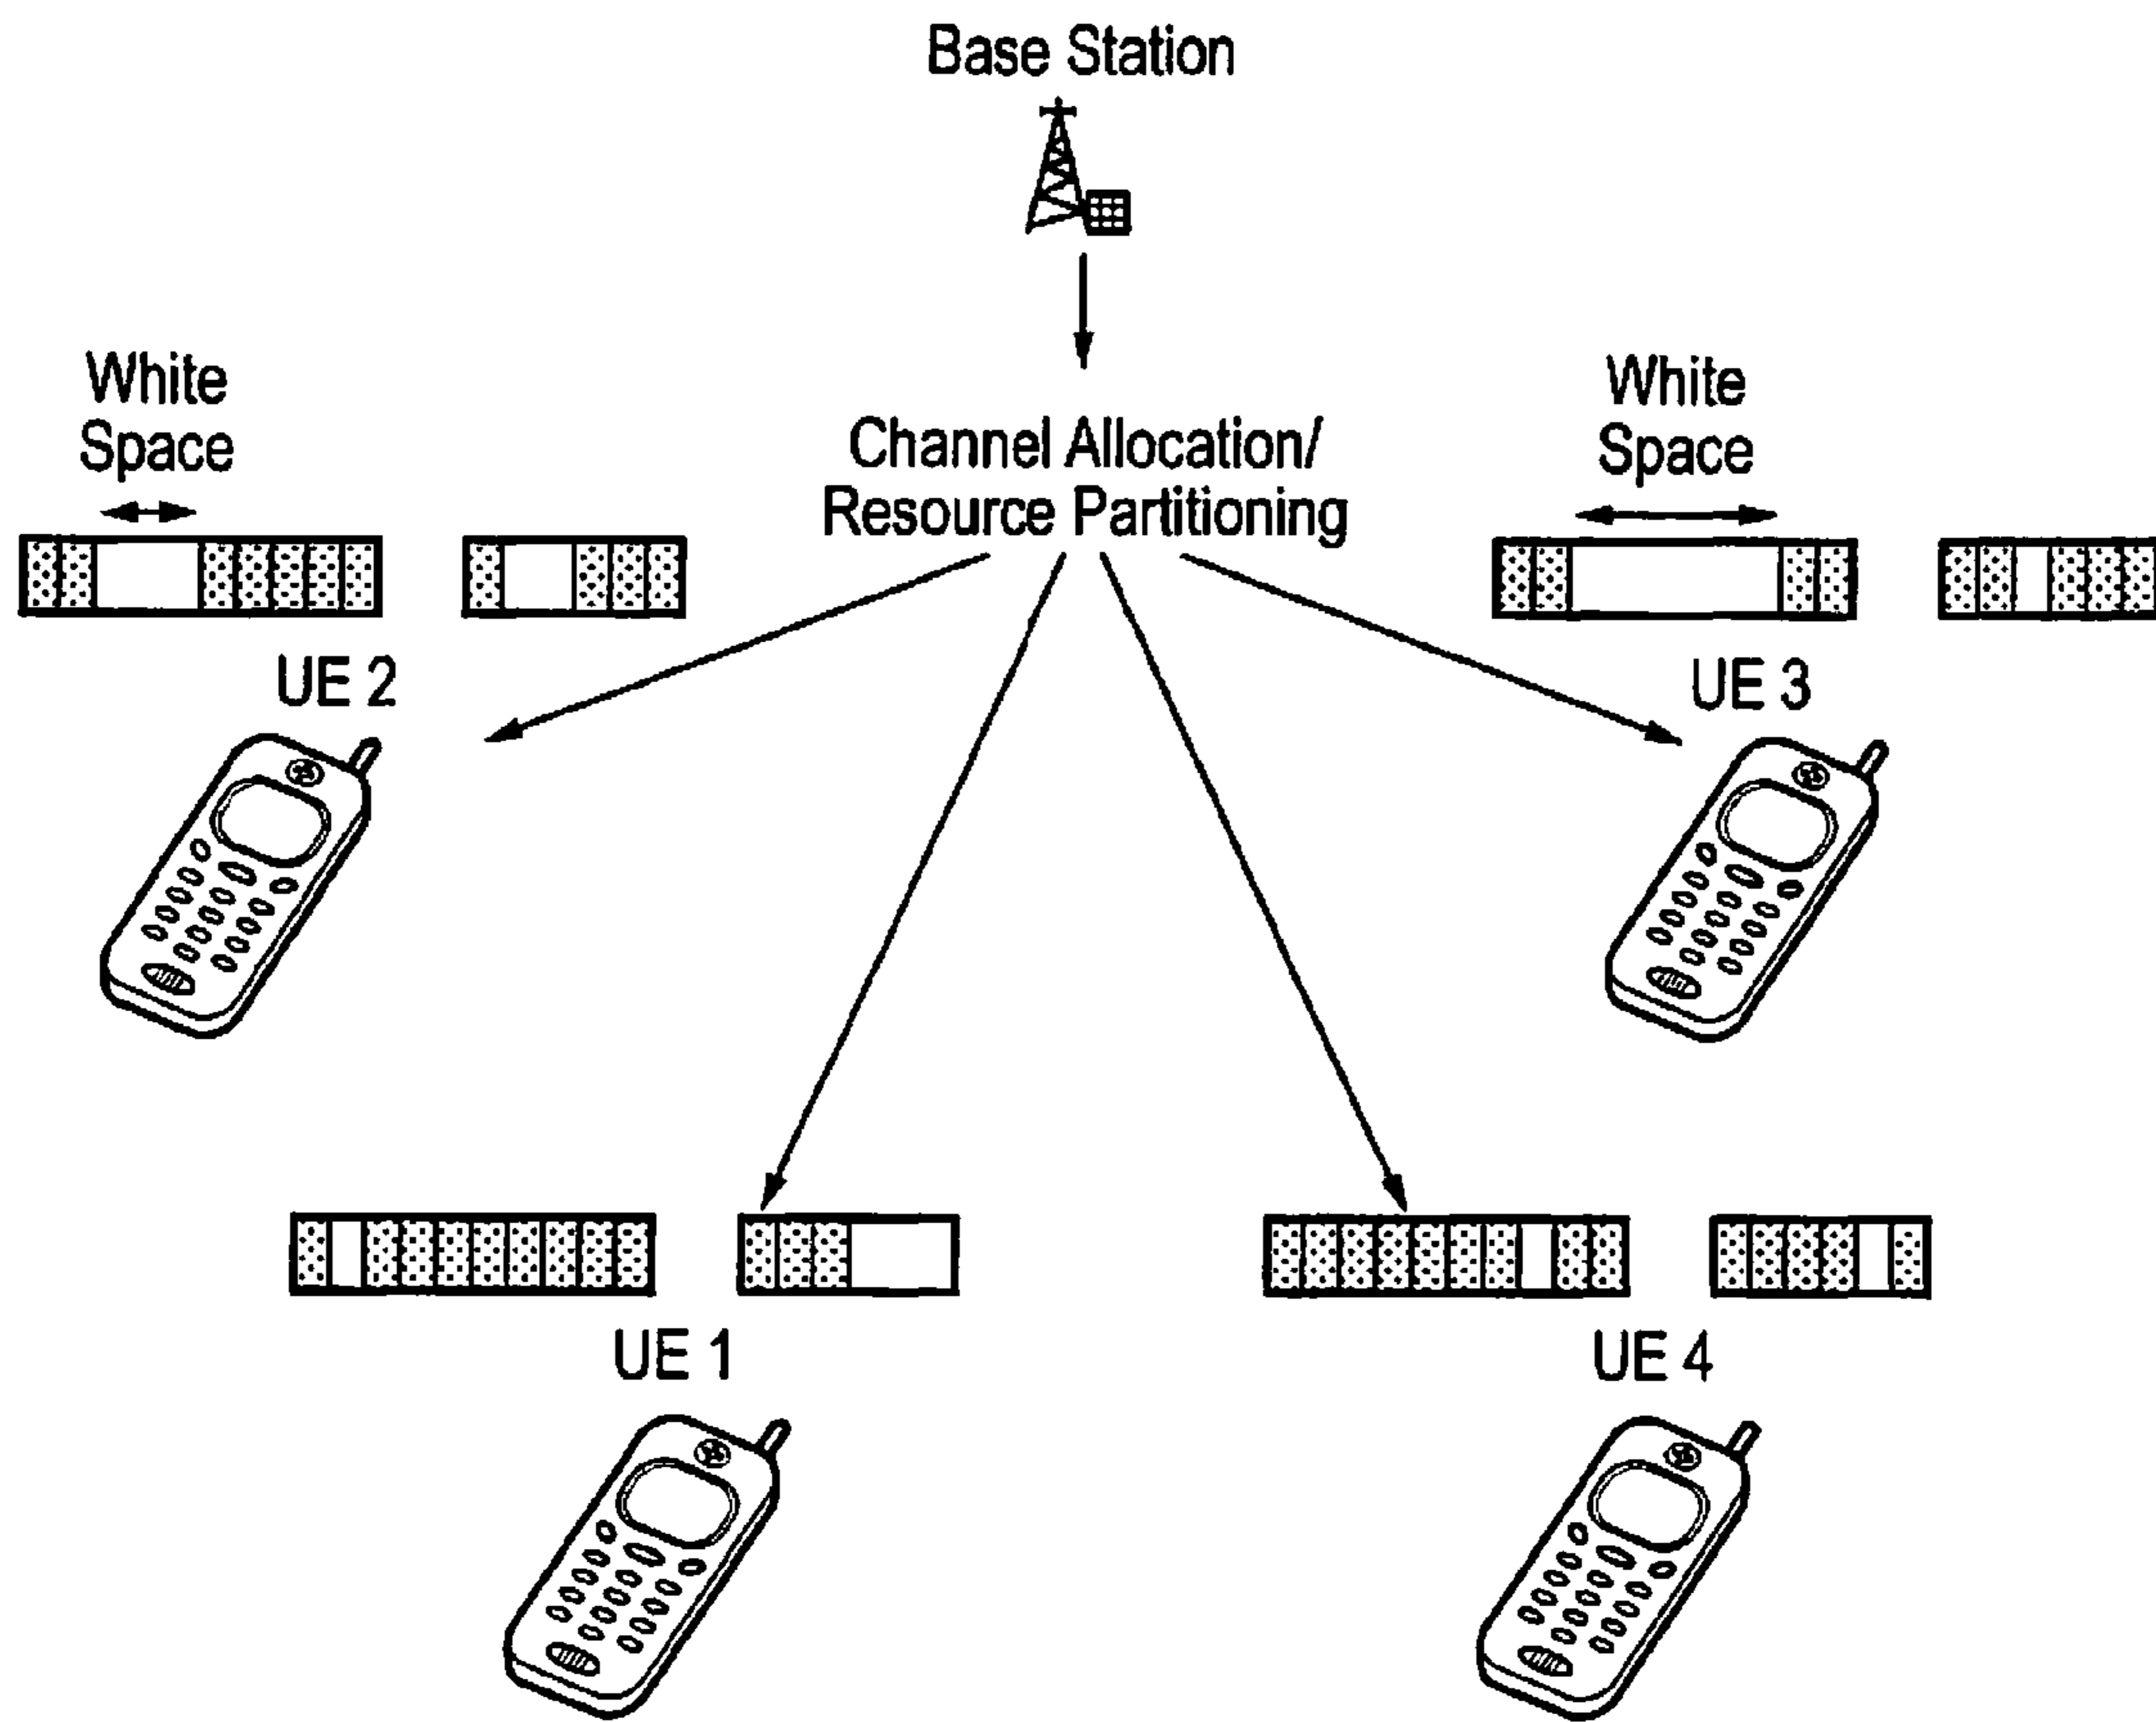 Base Station
White
Space
Channel Allocation/
Resource Partitioning
White
Space
UE 2
UE 3
UE 1
UE 4